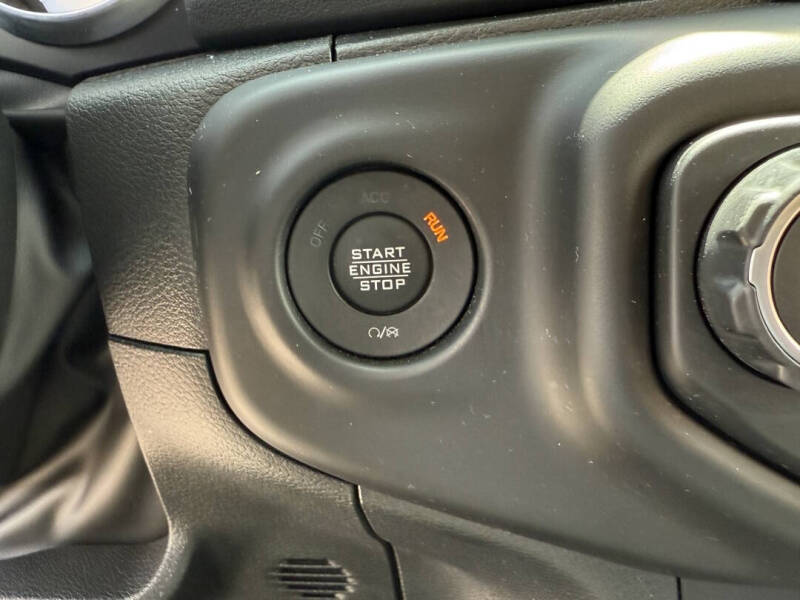 OFF
ACC
RUN
START
ENGINE
STOP